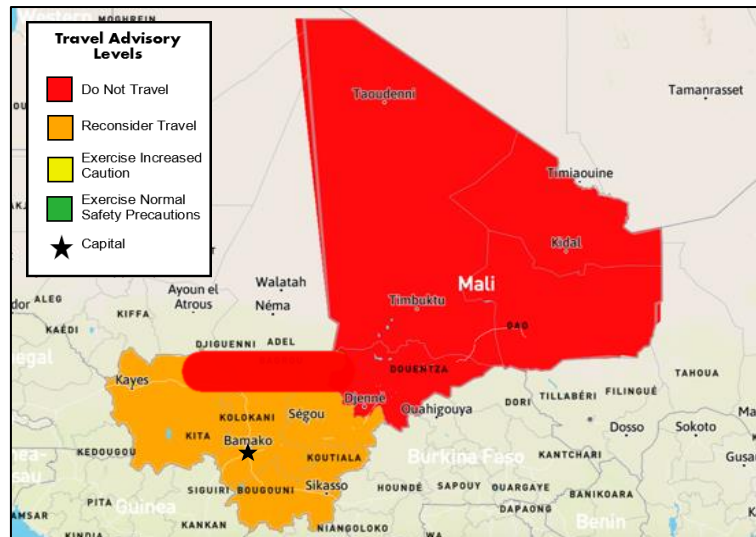 Travel Advisory
Levels
Do Not Travel
Reconsider Travel
Exercise Increased
Caution
Exercise Normal
Safety Precautions
Capital
MOGHREIN
Taoudenni
Tamanrasset
Timiaouine
Kidal
Mali
Walatah
Ayoun el
Atrous
Néma
Timbuktu
GAO
ALEG
KIFFA
KAÉDI
DJIGUENNI
ADEL
DOUENTZA
TAHOUA
Kayes
Djenné
Ouahigouya
DORI
TILLABÉRI
FILINGUÉ
KOLOKANI
Ségou
Dosso
Sokoto
KITA
Bamako
KOUTIALA
Burkina Faso
KANTCHARI
Gusau
KEDOUGOU
SIGUIRI
BOUGOUNI
Sikasso
HOUNDÉ
SAPOUY
OUARGAYE
BANIKOARA
PITA
Guinea
KANKAN
NIANGOLOKO
WA
DAPAONG
Benin
KINDIA